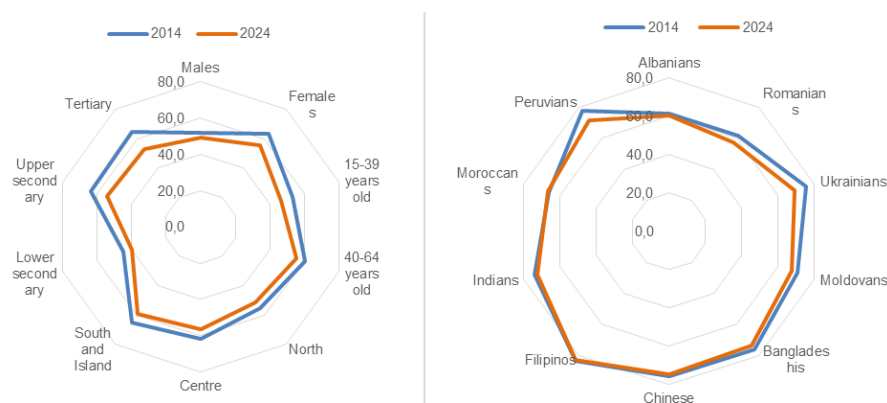 2014 2024
Males
80,0
60,0
40,0
20,0
0,0
Female
s
15-39
years
old
40-64
years
old
North
Centre
South
and
Island
Lower
second
ary
Upper
second
ary
Tertiary
2014 2024
Albanians
80,0
60,0
40,0
20,0
0,0
Romanian
s
Ukrainians
Moldovans
Banglades
his
Chinese
Filipinos
Indians
Moroccan
s
Peruvians